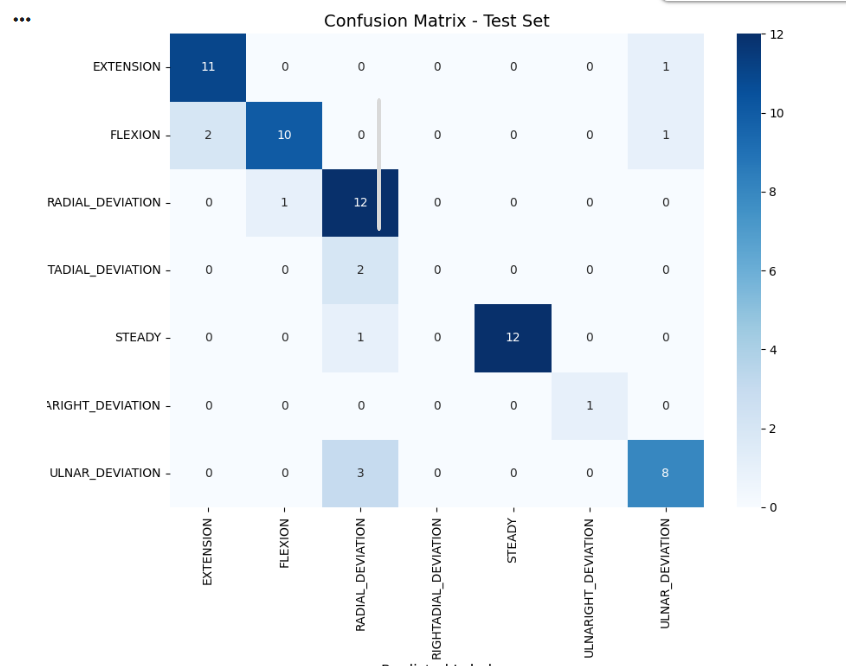 Confusion Matrix - Test Set
EXTENSION 11 0 0 0 0 0 1
FLEXION 2 10 0 0 0 0 1
RADIAL_DEVIATION 0 1 12 0 0 0 0
TADIAL_DEVIATION 0 0 2 0 0 0 0
STEADY 0 0 1 0 12 0 0
ARIGHT_DEVIATION 0 0 0 0 0 1 0
ULNAR_DEVIATION 0 0 3 0 0 0 8
EXTENSION
FLEXION
RADIAL_DEVIATION
RIGHTADIAL_DEVIATION
STEADY
ULNARIGHT_DEVIATION
ULNAR_DEVIATION
12
10
8
6
4
2
0